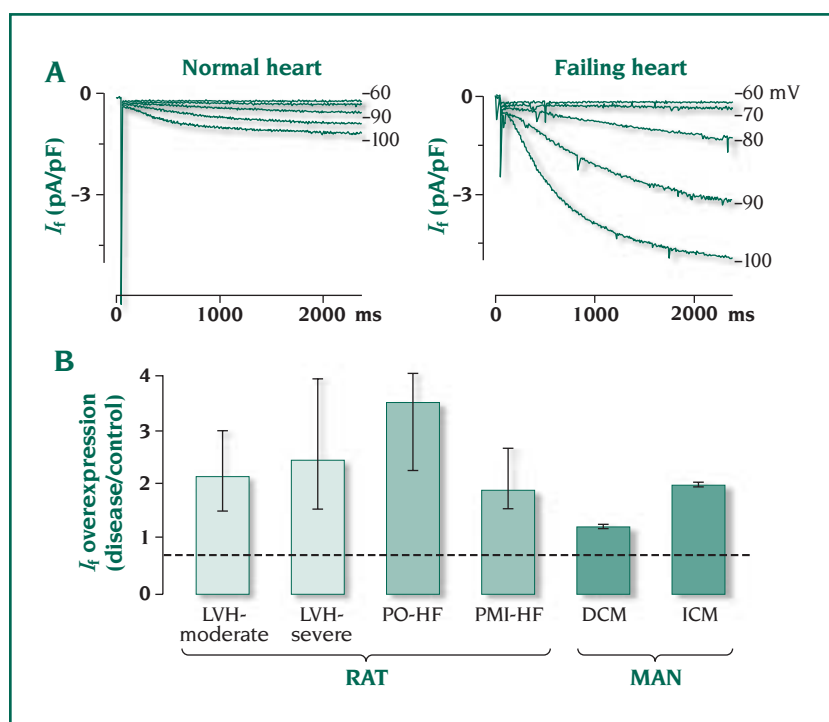 A
Normal heart
Failing heart
0
-3
If (pA/pF)
-60
-90
-100
0
1000
2000
ms
0
-3
If (pA/pF)
-60 mV
-70
-80
-90
-100
0
1000
2000
ms
B
If overexpression
(disease/control)
4
3
2
1
0
LVH-
moderate
LVH-
severe
PO-HF
PMI-HF
DCM
ICM
RAT
MAN